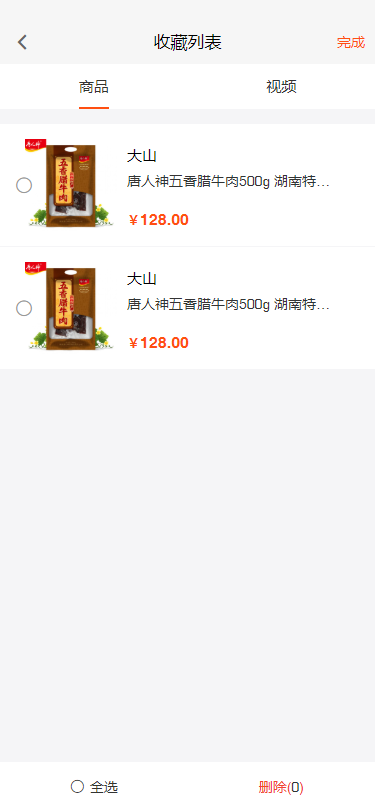 收藏列表
完成
商品
视频
唐人神
五香腊牛肉
大山
唐人神五香腊牛肉500g 湖南特...
￥128.00
唐人神
五香腊牛肉
大山
唐人神五香腊牛肉500g 湖南特...
￥128.00
全选
删除(0)